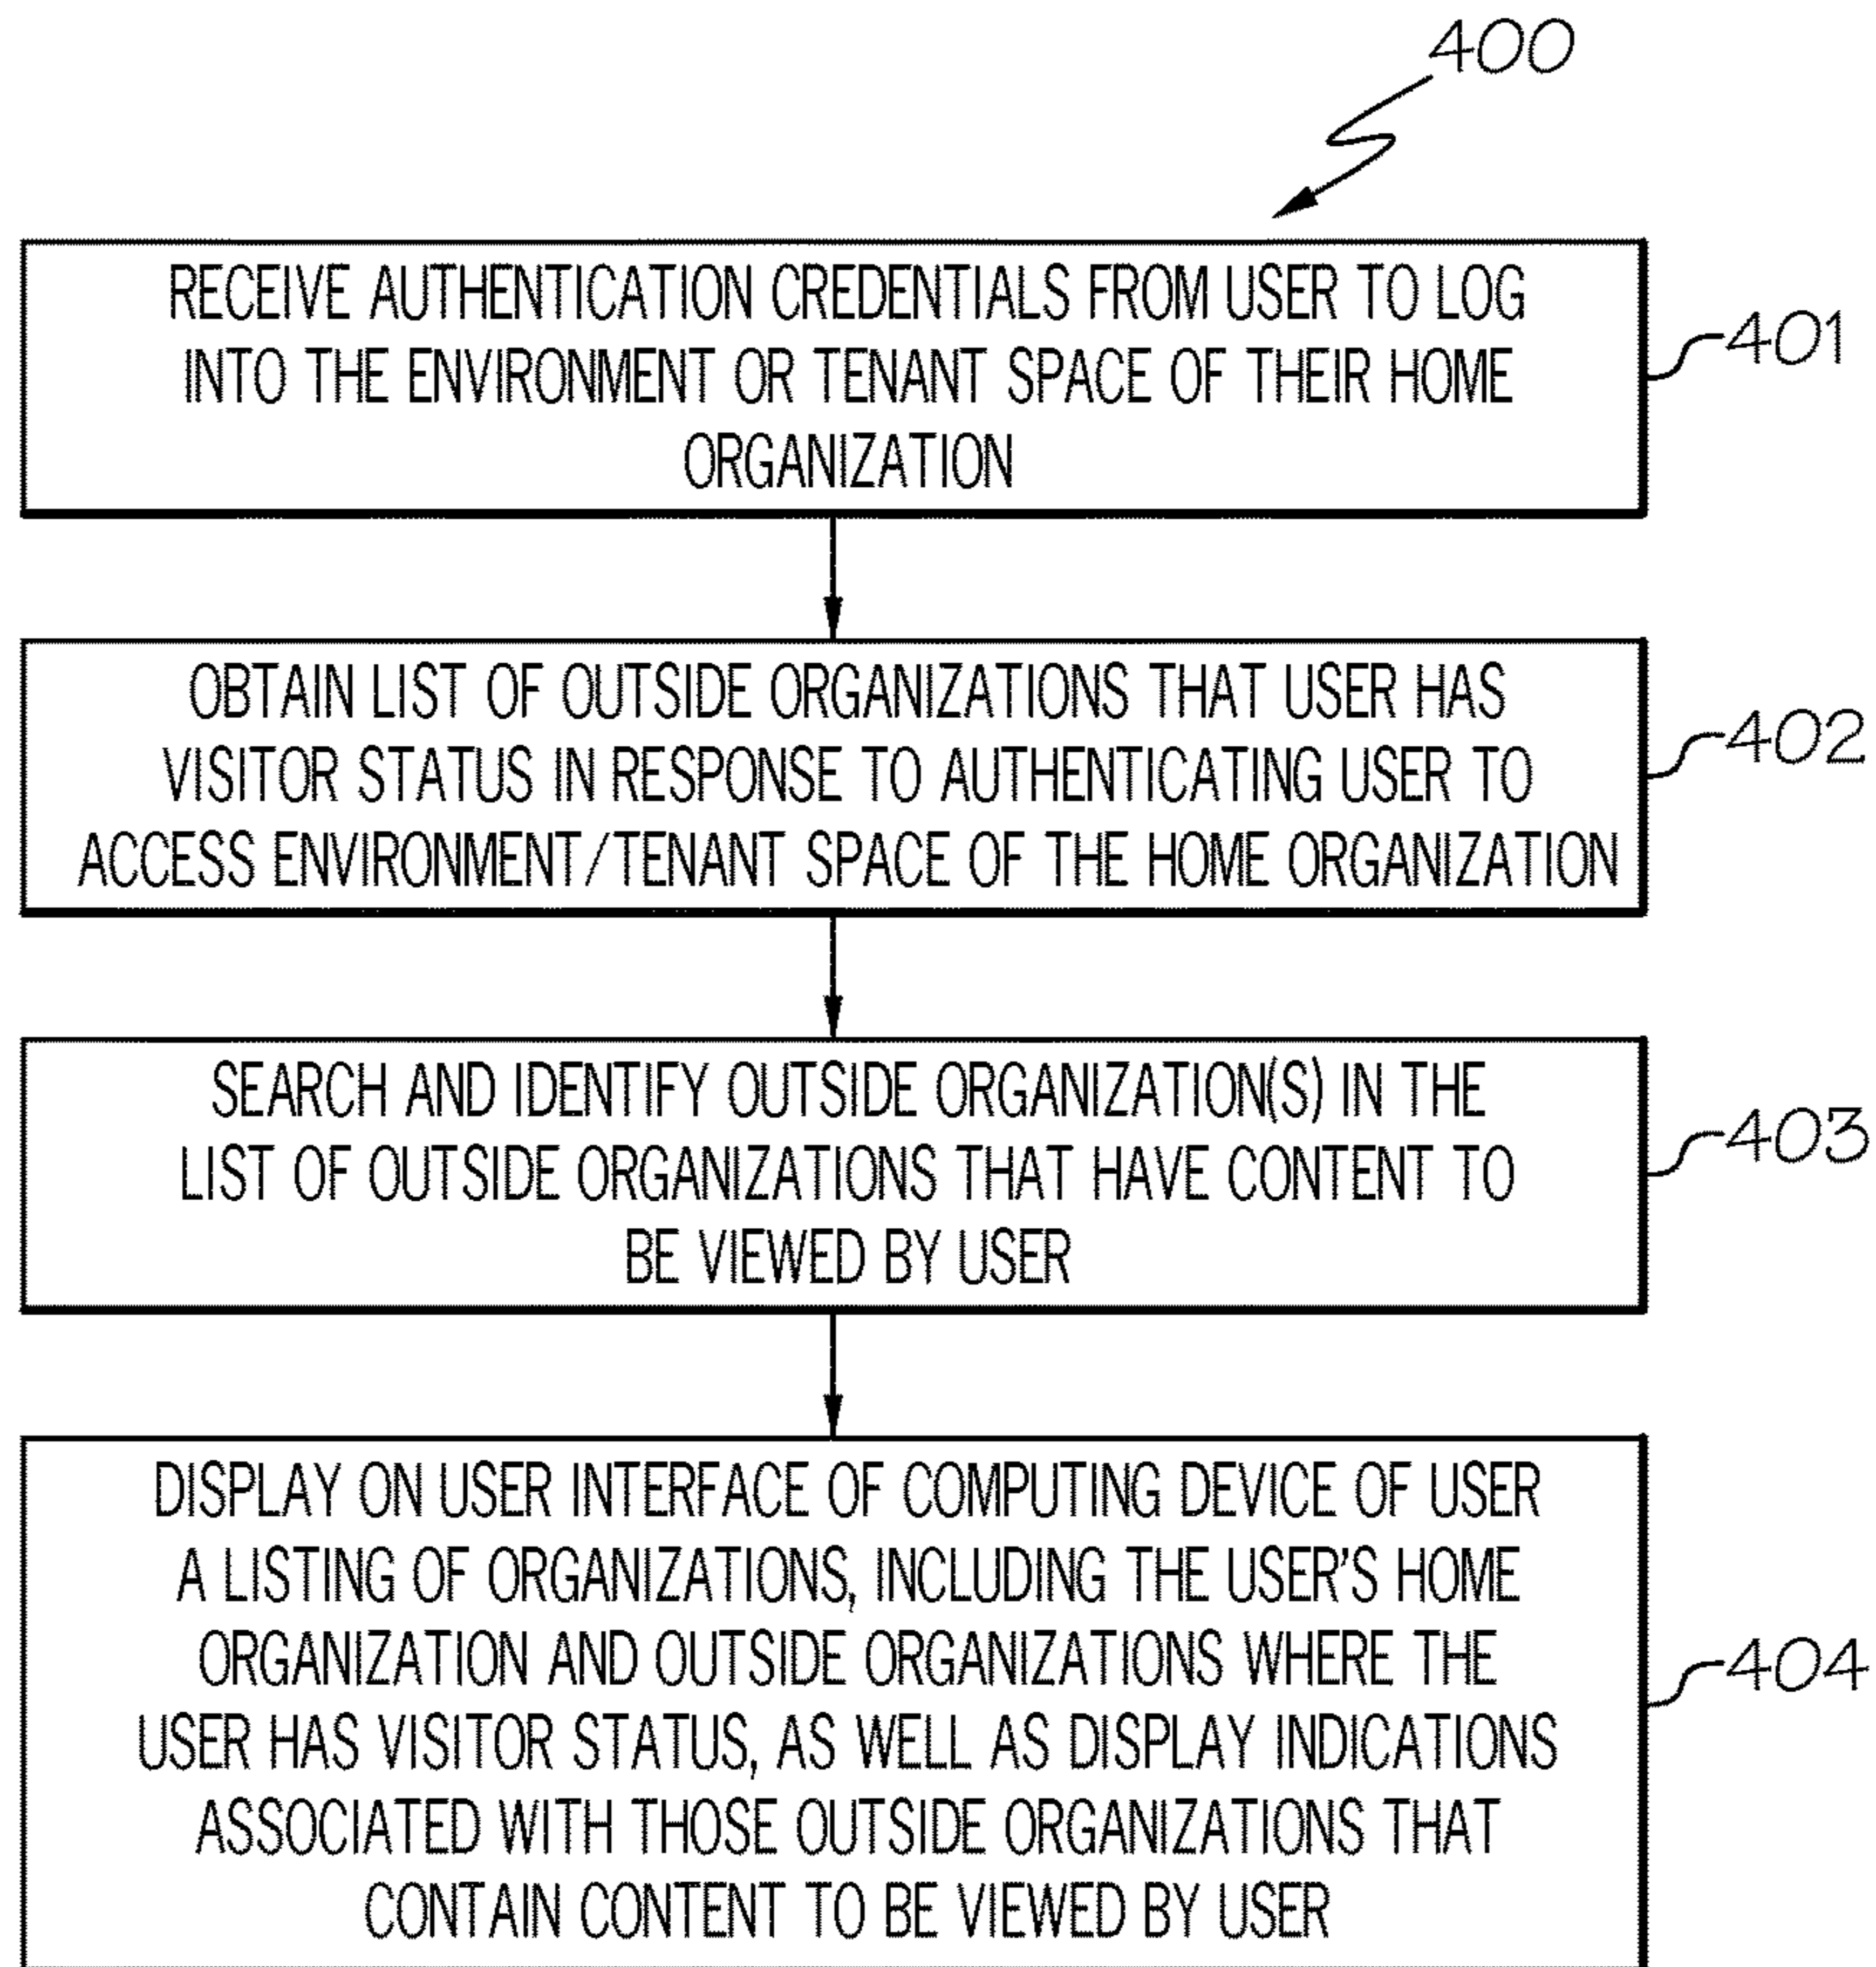 400
RECEIVE AUTHENTICATION CREDENTIALS FROM USER TO LOG
INTO THE ENVIRONMENT OR TENANT SPACE OF THEIR HOME
ORGANIZATION
401
OBTAIN LIST OF OUTSIDE ORGANIZATIONS THAT USER HAS
VISITOR STATUS IN RESPONSE TO AUTHENTICATING USER TO
ACCESS ENVIRONMENT/TENANT SPACE OF THE HOME ORGANIZATION
402
SEARCH AND IDENTIFY OUTSIDE ORGANIZATION(S) IN THE
LIST OF OUTSIDE ORGANIZATIONS THAT HAVE CONTENT TO
BE VIEWED BY USER
403
DISPLAY ON USER INTERFACE OF COMPUTING DEVICE OF USER
A LISTING OF ORGANIZATIONS, INCLUDING THE USER'S HOME
ORGANIZATION AND OUTSIDE ORGANIZATIONS WHERE THE
USER HAS VISITOR STATUS, AS WELL AS DISPLAY INDICATIONS
ASSOCIATED WITH THOSE OUTSIDE ORGANIZATIONS THAT
CONTAIN CONTENT TO BE VIEWED BY USER
404